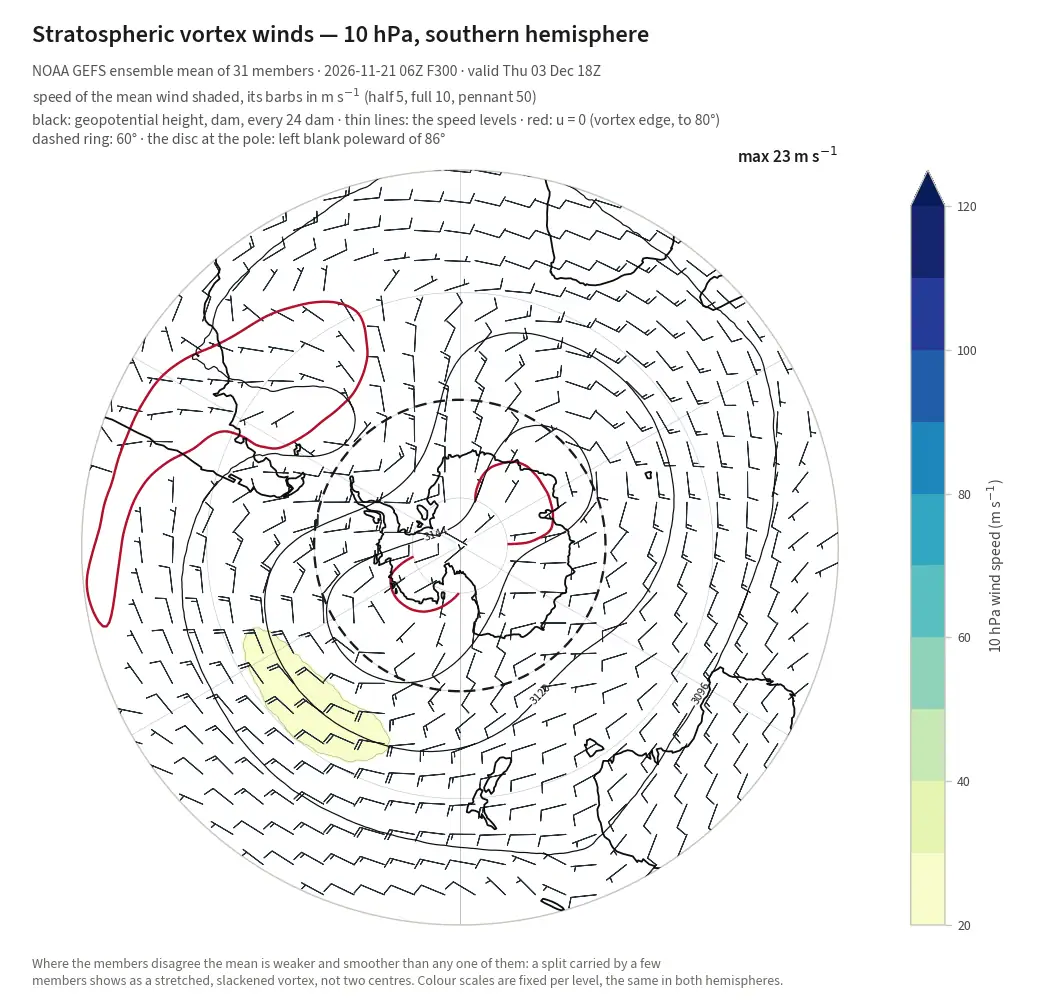 Stratospheric vortex winds — 10 hPa, southern hemisphere
NOAA GEFS ensemble mean of 31 members · 2026-11-21 06Z F300 · valid Thu 03 Dec 18Z
speed of the mean wind shaded, its barbs in m s⁻¹ (half 5, full 10, pennant 50)
black: geopotential height, dam, every 24 dam · thin lines: the speed levels · red: u = 0 (vortex edge, to 80°)
dashed ring: 60° · the disc at the pole: left blank poleward of 86°
max 23 m s⁻¹
120
100
80
60
40
20
10 hPa wind speed (m s⁻¹)
3096
Where the members disagree the mean is weaker and smoother than any one of them: a split carried by a few
members shows as a stretched, slackened vortex, not two centres. Colour scales are fixed per level, the same in both hemispheres.